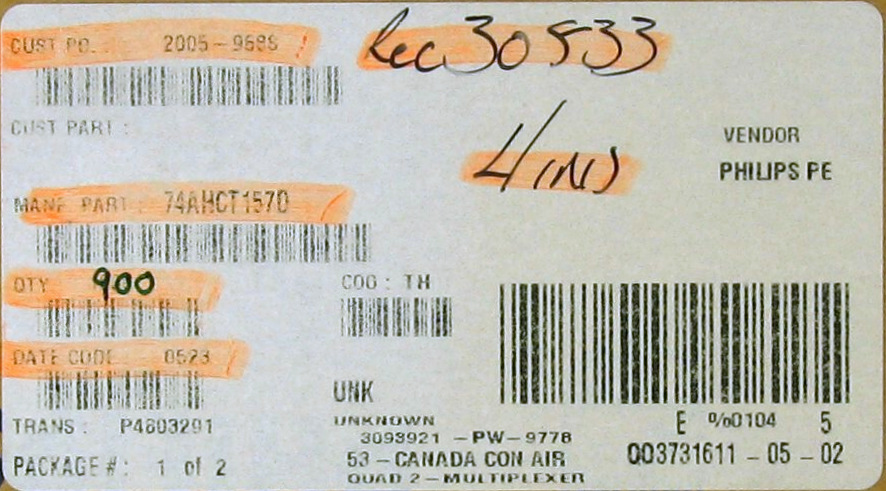 CUST PO. 2005-9698
Rec 30533
CUST PART :
VENDOR
4/IND
PHILIPS PE
MANF. PART : 74AHCT157D
QTY 900
COO : TH
DATE CODE 0523
UNK
TRANS : P4603291
UNKNOWN
3093921 -PW-9778
E %0104 5
PACKAGE # : 1 of 2
53 - CANADA CON AIR
QUAD 2-MULTIPLEXER
QQ3731611 - 05 - 02